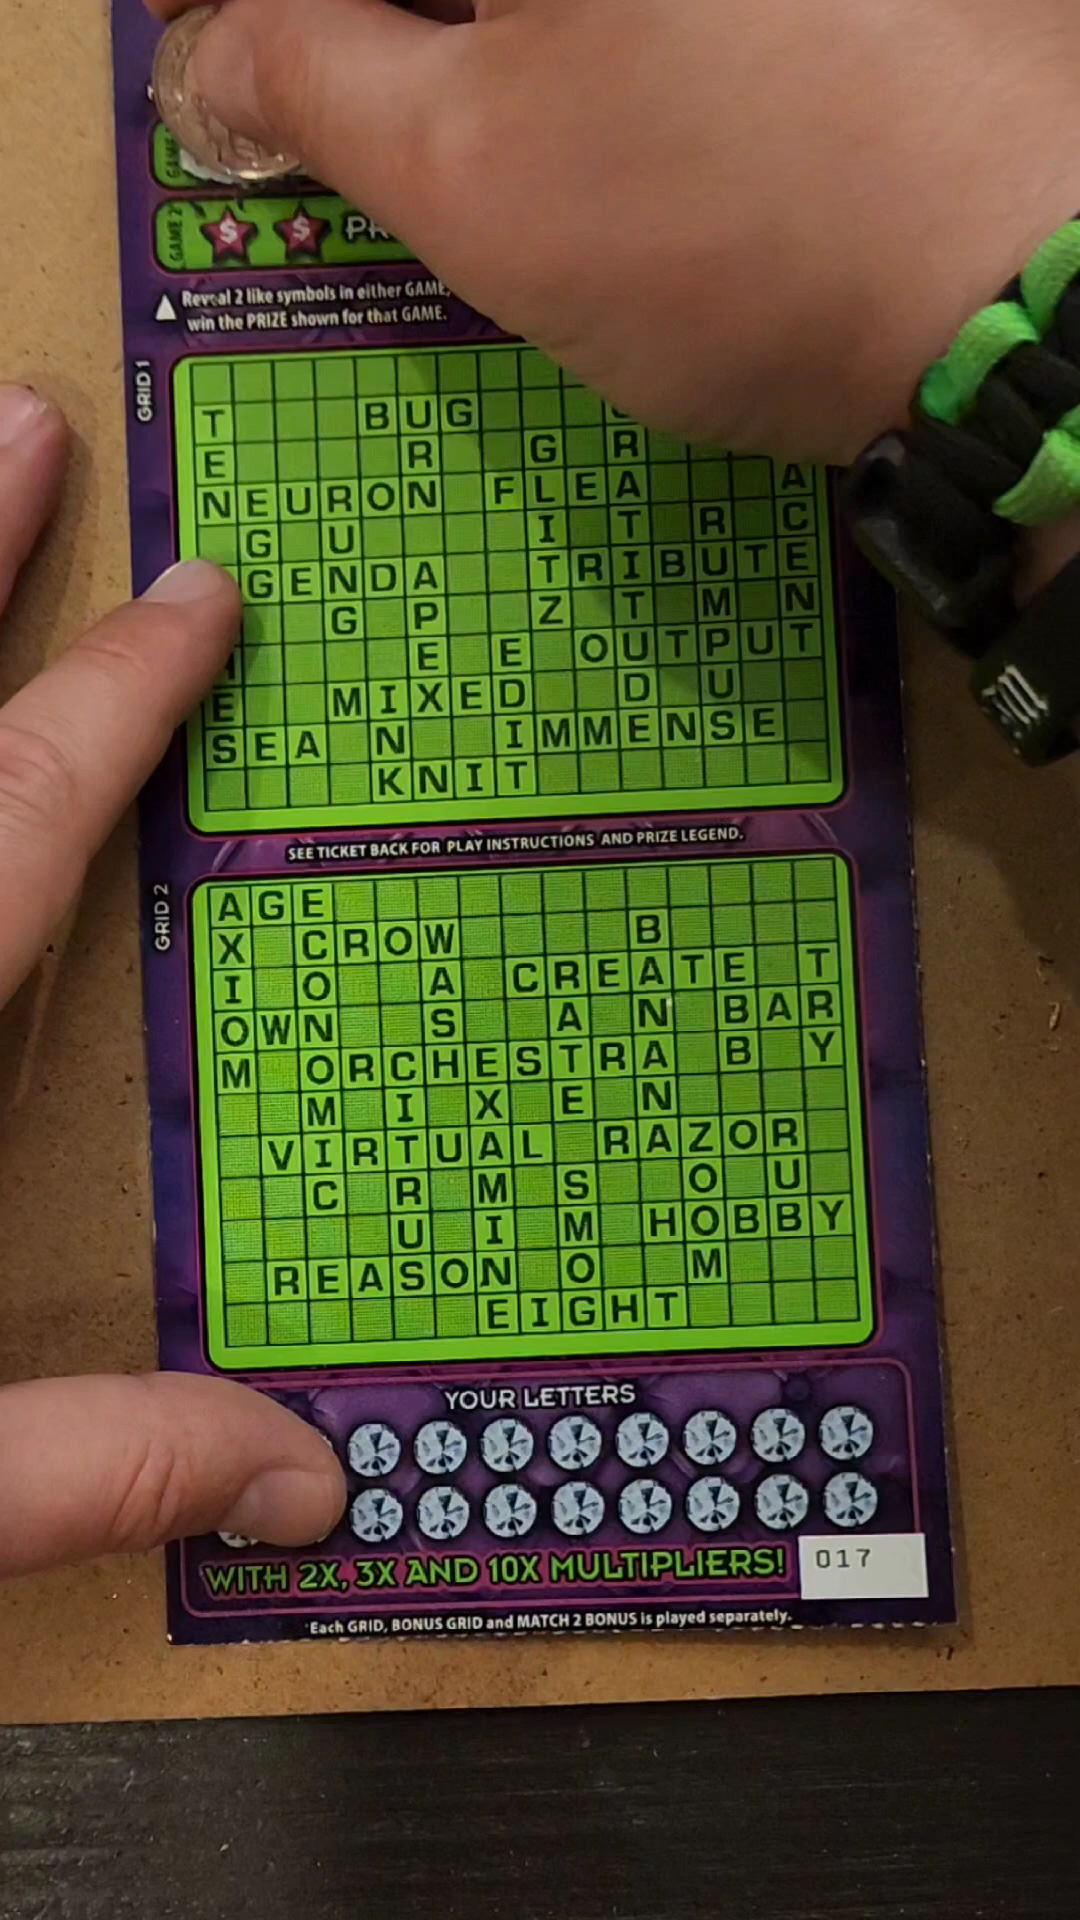 GAME 2 $ $
Reveal 2 like symbols in either GAME,
win the PRIZE shown for that GAME.
GRID 1
T BUG
E R G R
NEURON FLEA A
G U I T R C
GENDA TRIBUTE
G P Z T M N
E E OUTPUT
E MIXED D U
SEA N IMMENSE
KNIT
SEE TICKET BACK FOR PLAY INSTRUCTIONS AND PRIZE LEGEND.
GRID 2
AGE
X CROW B
I O A CREATE T
OWN S A N BAR
M ORCHESTRA B Y
M I X E N
VIRTUAL RAZOR
C R M S O U
U I M HOBBY
REASON O M
EIGHT
YOUR LETTERS
WITH 2X, 3X AND 10X MULTIPLIERS!
017
*Each GRID, BONUS GRID and MATCH 2 BONUS is played separately.